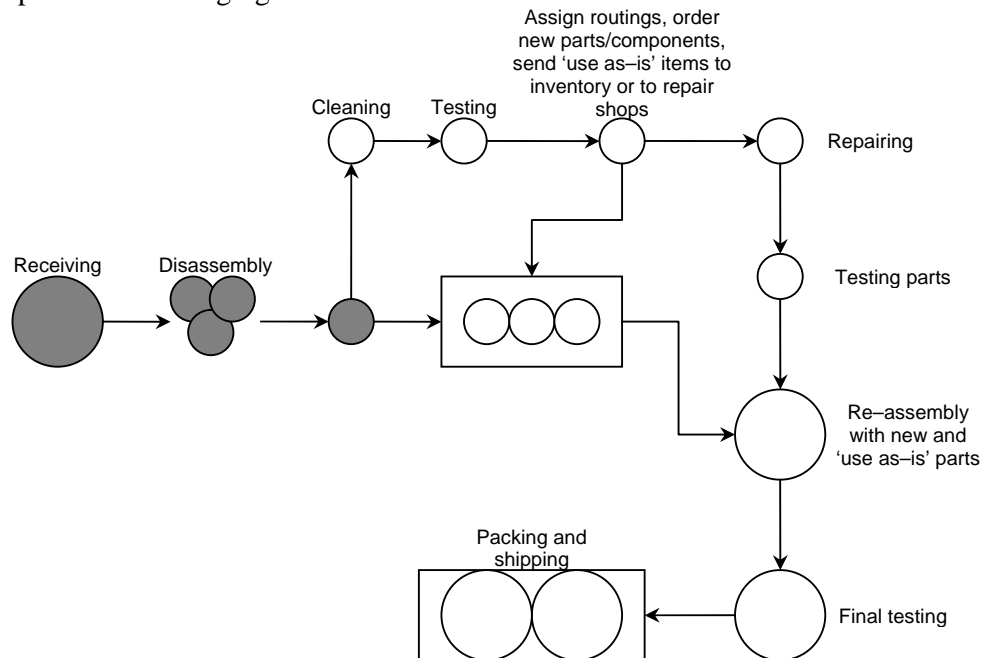 Assign routings, order
new parts/components,
send ‘use as–is’ items to
inventory or to repair
shops
Cleaning
Testing
Repairing
Receiving
Disassembly
Testing parts
Re–assembly
with new and
‘use as–is’ parts
Packing and
shipping
Final testing